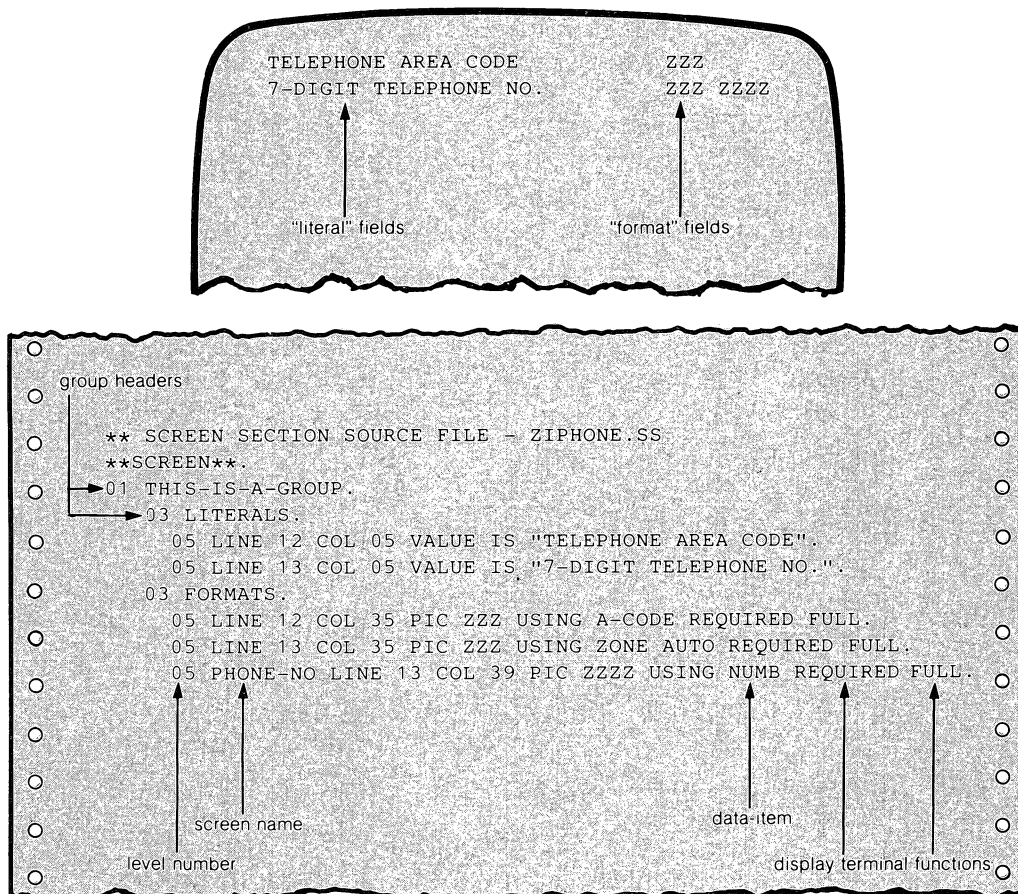 TELEPHONE AREA CODE ZZZ
7-DIGIT TELEPHONE NO. ZZZ ZZZZ
"literal" fields "format" fields
group headers
** SCREEN SECTION SOURCE FILE - ZIPHONE.SS
**SCREEN**.
01 THIS-IS-A-GROUP.
03 LITERALS.
05 LINE 12 COL 05 VALUE IS "TELEPHONE AREA CODE".
05 LINE 13 COL 05 VALUE IS "7-DIGIT TELEPHONE NO.".
03 FORMATS.
05 LINE 12 COL 35 PIC ZZZ USING A-CODE REQUIRED FULL.
05 LINE 13 COL 35 PIC ZZZ USING ZONE AUTO REQUIRED FULL.
05 PHONE-NO LINE 13 COL 39 PIC ZZZZ USING NUMB REQUIRED FULL.
screen name data-item
level number display terminal functions